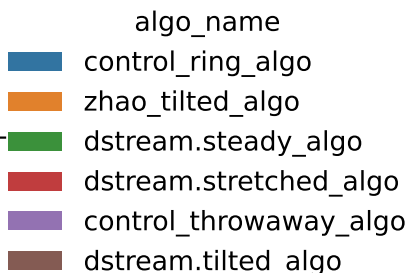 algo_name
control_ring_algo
zhao_tilted_algo
dstream.steady_algo
dstream.stretched_algo
control_throwaway_algo
dstream.tilted_algo